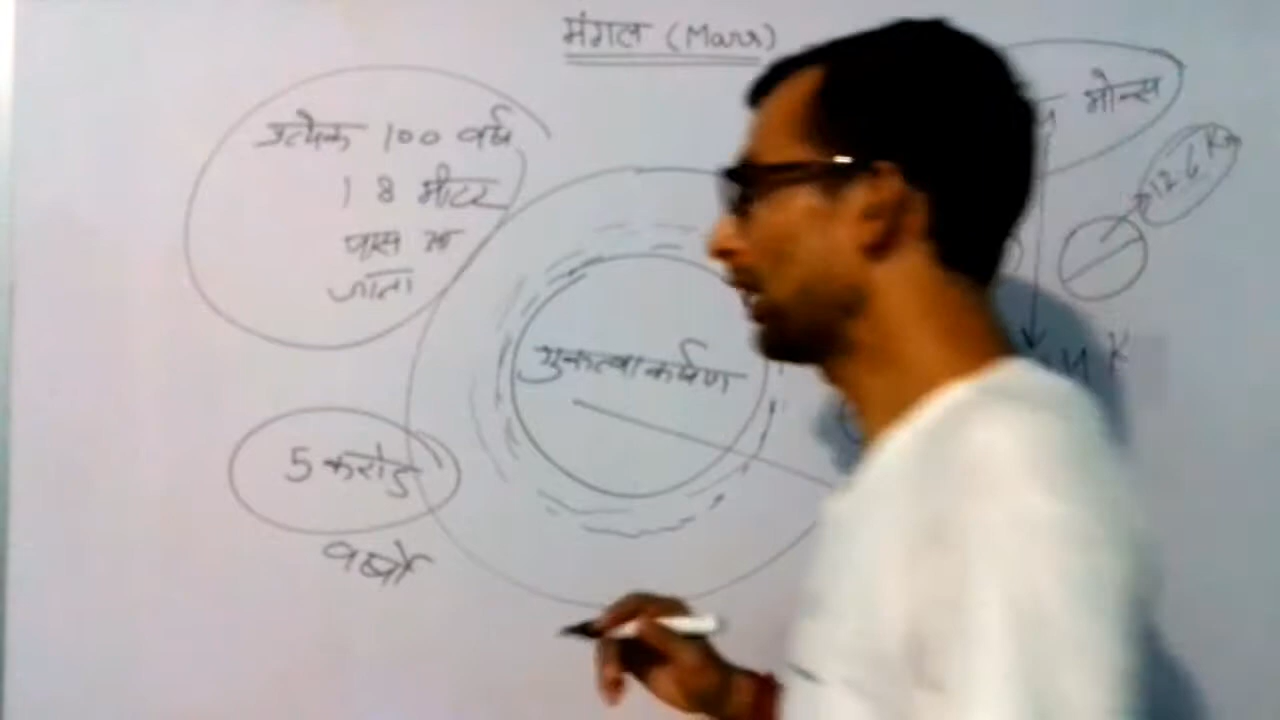 मंगल (Mars)
प्रत्येक 100 वर्ष
1 8 मीटर
पास आ
जाता
5 करोड़
वर्षो
गुरुत्वाकर्षण
मोन्स
12.6 Km